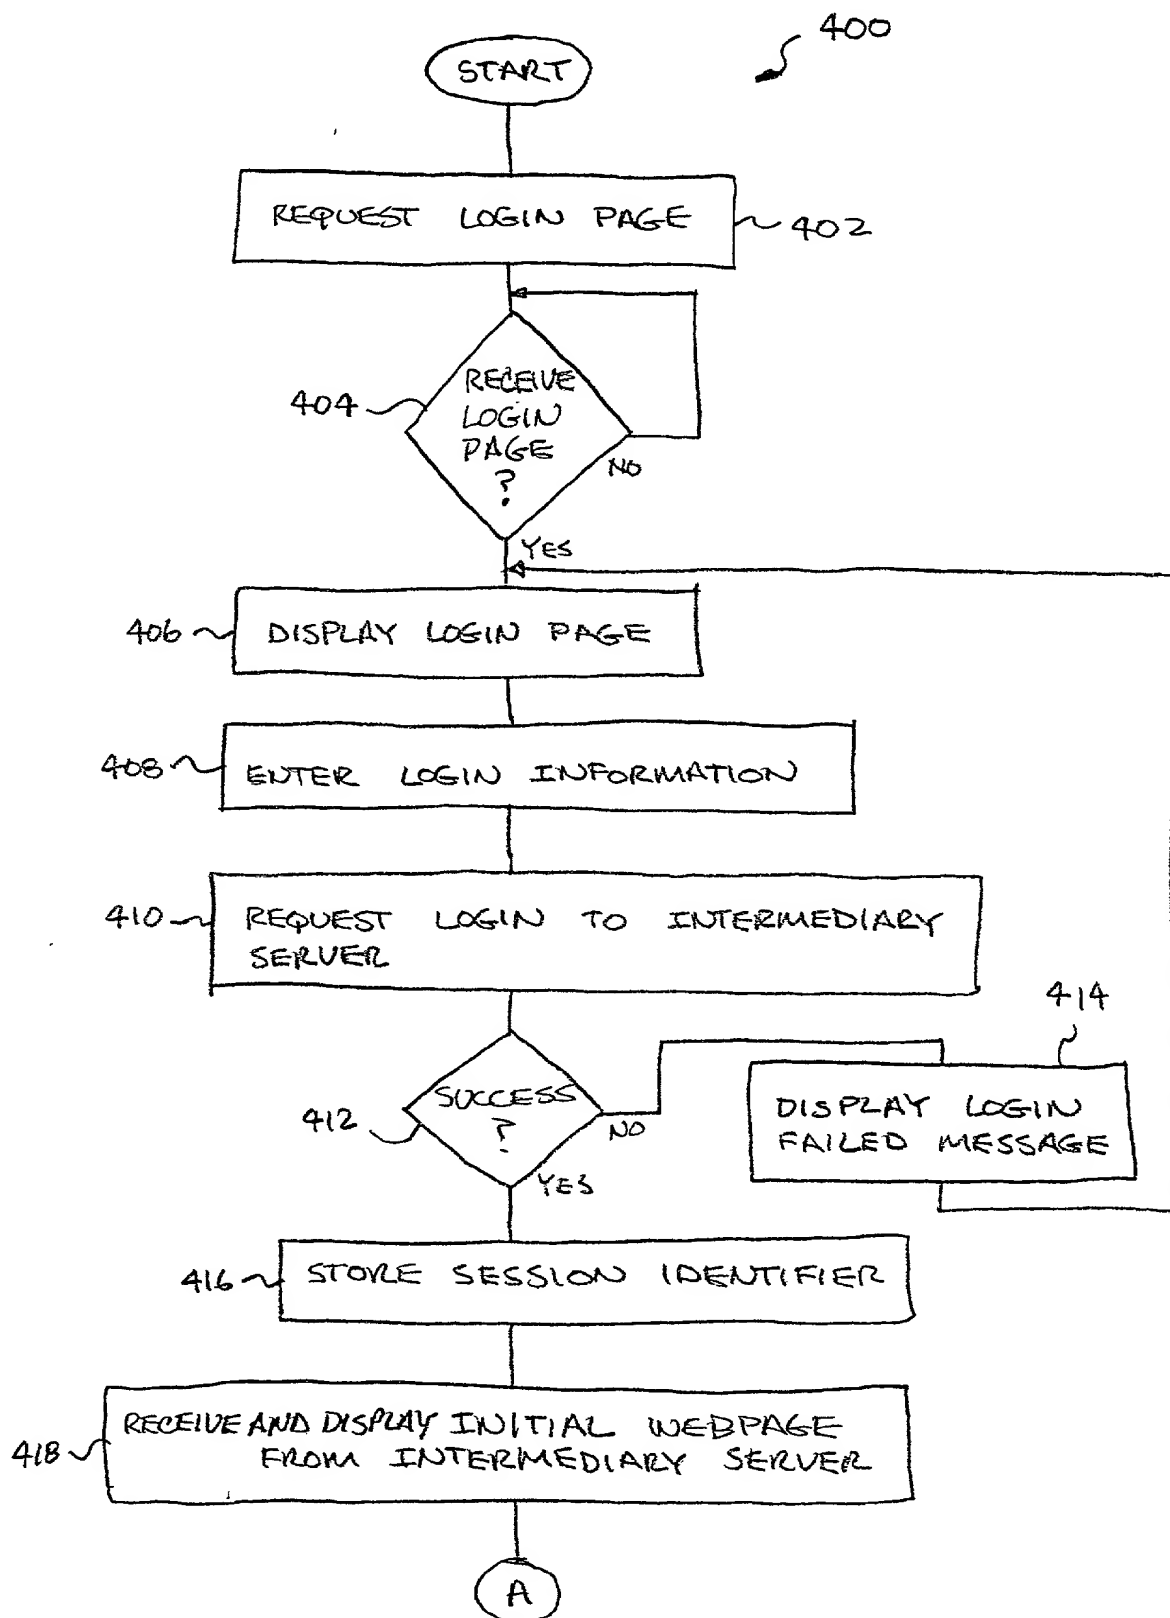 400
START
REQUEST LOGIN PAGE
402
404
RECEIVE
LOGIN
PAGE
?
NO
YES
406
DISPLAY LOGIN PAGE
408
ENTER LOGIN INFORMATION
410
REQUEST LOGIN TO INTERMEDIARY
SERVER
412
SUCCESS
?
NO
YES
414
DISPLAY LOGIN
FAILED MESSAGE
416
STORE SESSION IDENTIFIER
418
RECEIVE AND DISPLAY INITIAL WEBPAGE
FROM INTERMEDIARY SERVER
A